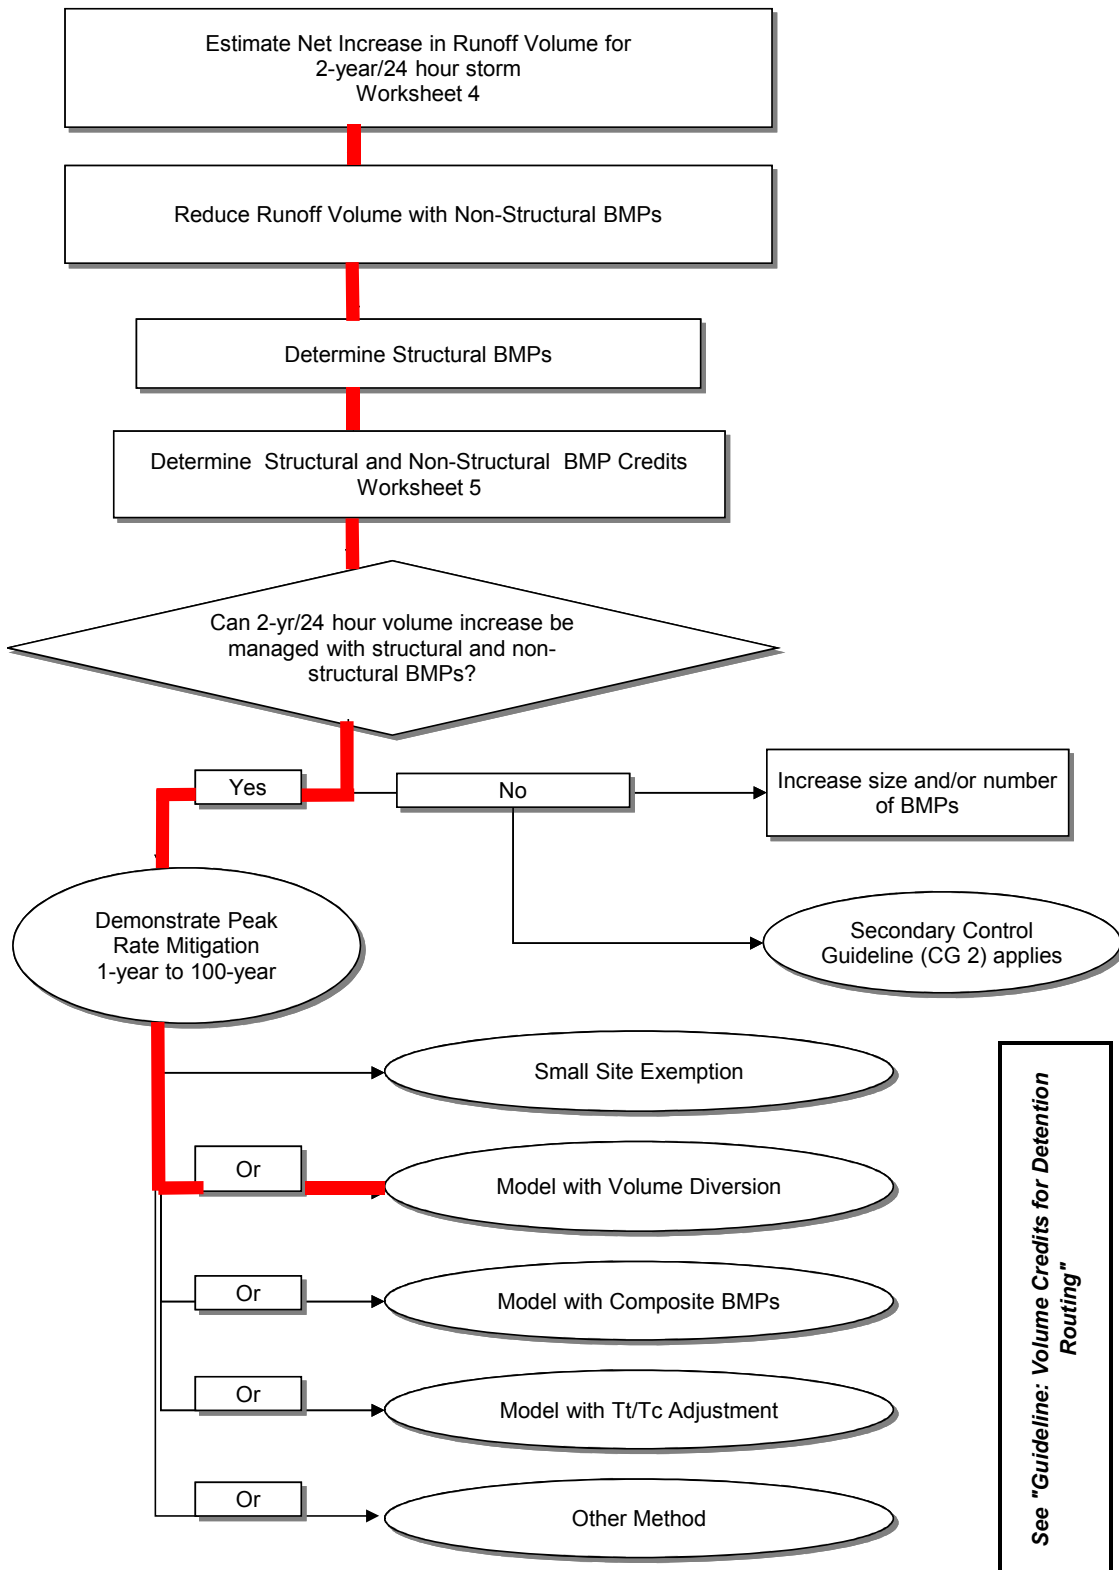 Estimate Net Increase in Runoff Volume for
2-year/24 hour storm
Worksheet 4
Reduce Runoff Volume with Non-Structural BMPs
Determine Structural BMPs
Determine Structural and Non-Structural BMP Credits
Worksheet 5
Can 2-yr/24 hour volume increase be
managed with structural and non-
structural BMPs?
Yes
No
Increase size and/or number
of BMPs
Demonstrate Peak
Rate Mitigation
1-year to 100-year
Secondary Control
Guideline (CG 2) applies
Small Site Exemption
Or
Model with Volume Diversion
Or
Model with Composite BMPs
Or
Model with Tt/Tc Adjustment
Or
Other Method
See "Guideline: Volume Credits for Detention
Routing"